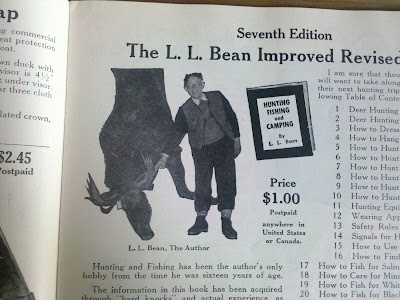 ap
ng commercial
eat protection
oat.
wn duck with
visor is 4½"
k under visor.
er three cloth
lated crown,
$2.45
Postpaid
Seventh Edition
The L. L. Bean Improved Revised
HUNTING
FISHING
and
CAMPING
By
L. L. Bean
Price
$1.00
Postpaid
anywhere in
United States
or Canada.
L. L. Bean, The Author
Hunting and Fishing has been the author's only
hobby from the time he was sixteen years of age.
The information in this book has been acquired
through "hard knocks" and actual experience as
I am sure that
will want to take along
their next hunting trip
lowing Table of Conte
1 Deer Hunting
2 Deer Hunting
3 How to Dress
4 How to Hang
5 How to Hunt
6 How to Hunt
7 How to Hunt
8 How to Hunt
9 How to Hunt
10 How to Hunt
11 Hunting Equi
12 Wearing App
13 Safety Rules
14 Signals for H
15 How to Use
16 How to Find
17 How to Fish for Salmo
18 How to Care for Minn
19 How to Fish for White
20 How to Fish for Blac